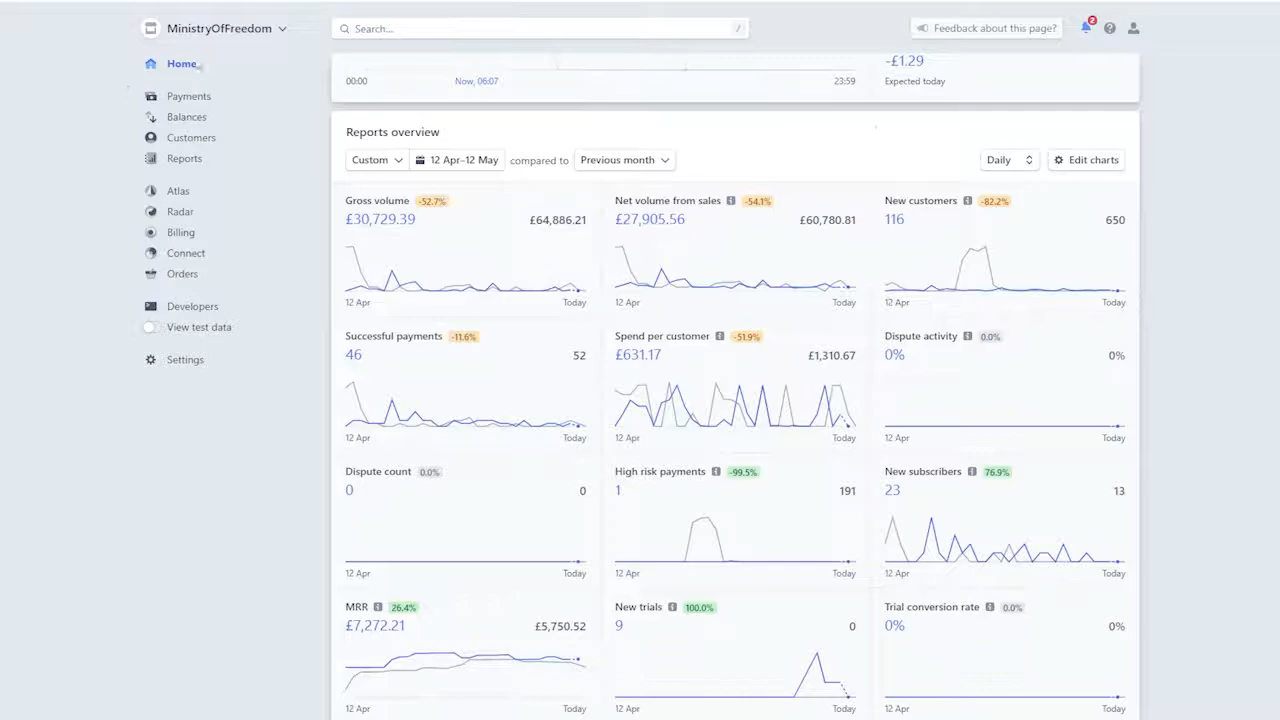 MinistryOfFreedom
Search...
/
Feedback about this page?
2
Home
Payments
Balances
Customers
Reports
Atlas
Radar
Billing
Connect
Orders
Developers
View test data
Settings
00:00
Now, 06:07
23:59
-£1.29
Expected today
Reports overview
Custom
12 Apr–12 May
compared to
Previous month
Daily
Edit charts
Gross volume -52.7%
£30,729.39 £64,886.21
12 Apr Today
Net volume from sales -54.1%
£27,905.56 £60,780.81
12 Apr Today
New customers -82.2%
116 650
12 Apr Today
Successful payments -11.6%
46 52
12 Apr Today
Spend per customer -51.9%
£631.17 £1,310.67
12 Apr Today
Dispute activity 0.0%
0% 0%
12 Apr Today
Dispute count 0.0%
0 0
12 Apr Today
High risk payments -99.5%
1 191
12 Apr Today
New subscribers 76.9%
23 13
12 Apr Today
MRR 26.4%
£7,272.21 £5,750.52
12 Apr Today
New trials 100.0%
9 0
12 Apr Today
Trial conversion rate 0.0%
0% 0%
12 Apr Today